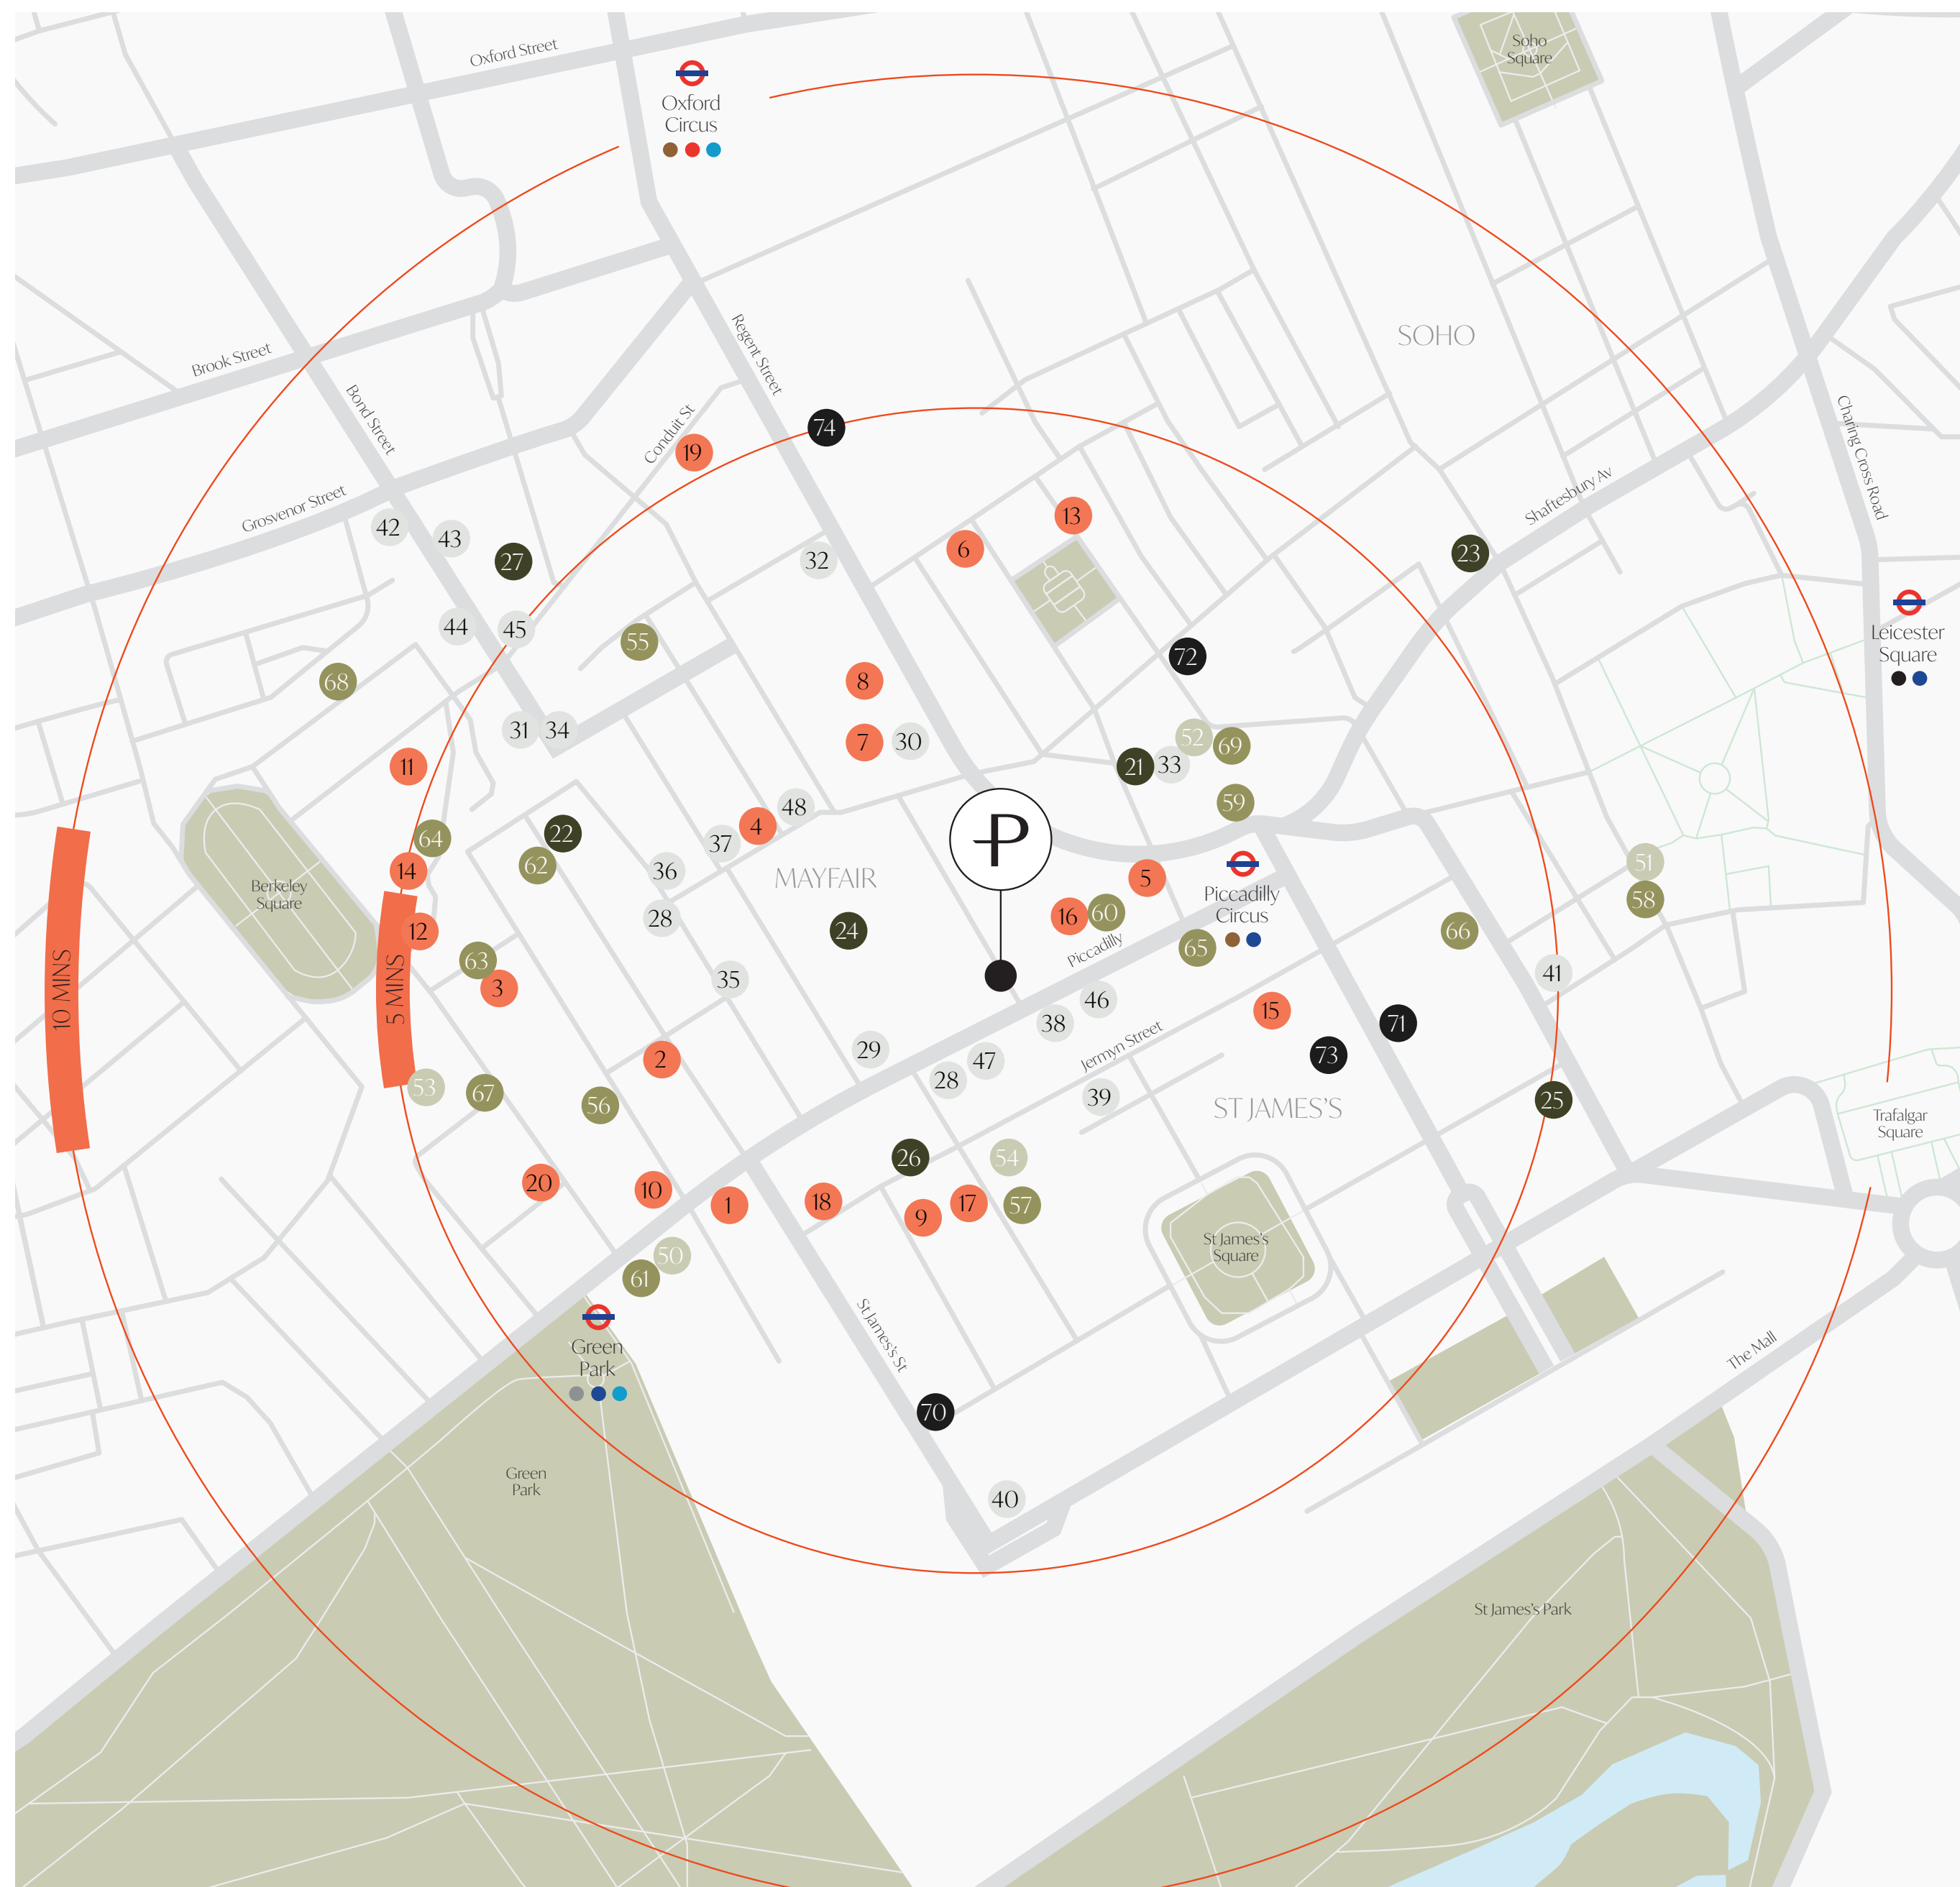 Soho
Square
Oxford Street
Oxford
Circus
Regent Street
SOHO
Brook Street
Bond Street
Conduit St
74
19
Charing Cross Road
Shaftesbury Av
Grosvenor Street
42
43
27
32
6
13
23
44
45
55
72
Leicester
Square
68
8
31
34
7
30
52
69
11
21
33
59
48
4
22
64
37
P
62
14
36
MAYFAIR
5
51
Berkeley
Square
Piccadilly
Circus
58
28
16
60
12
24
66
Piccadilly
65
63
3
35
41
10 MINS
5 MINS
46
15
38
71
29
Jermyn Street
47
73
2
28
53
67
39
56
ST JAMES'S
25
Trafalgar
Square
26
54
20
10
1
18
9
17
57
St James's
Square
50
61
St James's St
The Mall
Green
Park
70
Green
Park
40
St James's Park